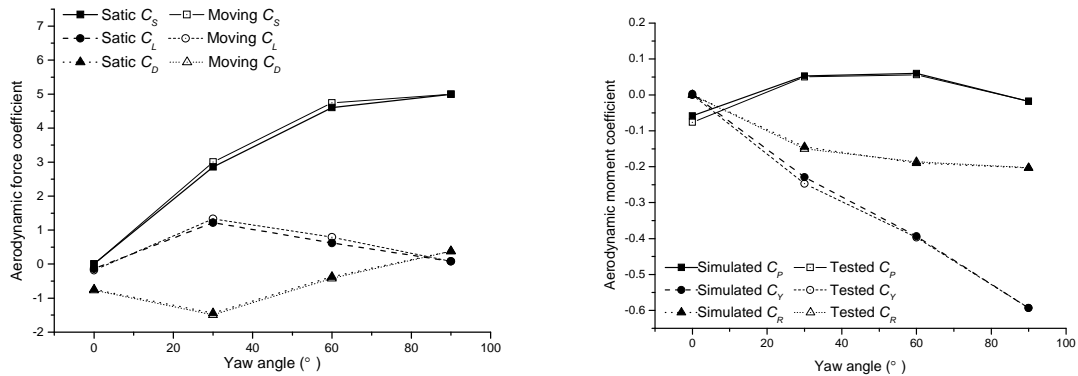 Satic C_S Moving C_S
Satic C_L Moving C_L
Satic C_D Moving C_D
7
6
5
4
3
2
1
0
-1
-2
0 20 40 60 80 100
Aerodynamic force coefficient
Yaw angle (° )
0.2
0.1
0.0
-0.1
-0.2
-0.3
-0.4
-0.5
-0.6
0 20 40 60 80 100
Aerodynamic moment coefficient
Simulated C_P Tested C_P
Simulated C_Y Tested C_Y
Simulated C_R Tested C_R
Yaw angle (° )